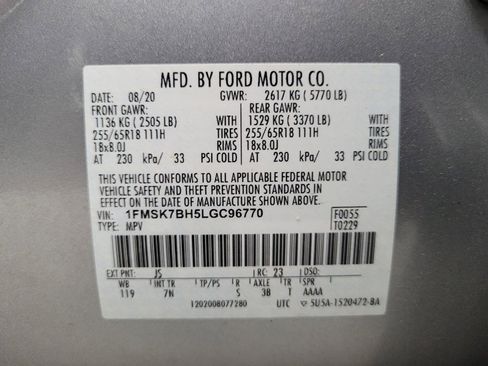 MFD. BY FORD MOTOR CO.
DATE: 08/20 GVWR: 2617 KG ( 5770 LB)
FRONT GAWR: REAR GAWR:
1136 KG ( 2505 LB) WITH 1529 KG ( 3370 LB) WITH
255/65R18 111H TIRES 255/65R18 111H TIRES
18x8.0J RIMS 18x8.0J RIMS
AT 230 kPa/ 33 PSI COLD AT 230 kPa/ 33 PSI COLD
THIS VEHICLE CONFORMS TO ALL APPLICABLE FEDERAL MOTOR
VEHICLE SAFETY AND THEFT PREVENTION STANDARDS IN
EFFECT ON THE DATE OF MANUFACTURE SHOWN ABOVE.
VIN: 1FMSK7BH5LGC96770 F0055
TYPE: MPV T0229
EXT PNT: JS RC: 23 DSO:
WB INT TR TP/PS R AXLE TR SPR
119 7N S 3B T AAAA
1202008077280 UTC 5U5A-1520472-BA